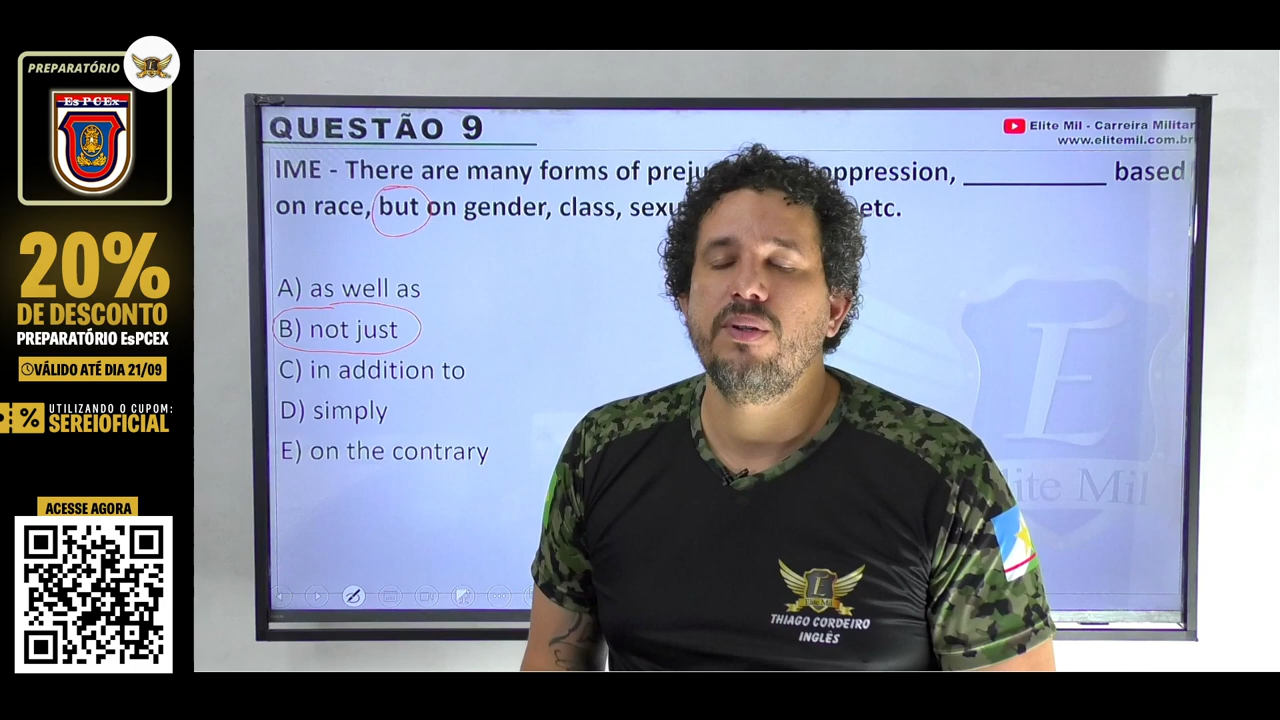 PREPARATÓRIO
EsPCEx
20%
DE DESCONTO
PREPARATÓRIO EsPCEX
VÁLIDO ATÉ DIA 21/09
%
UTILIZANDO O CUPOM:
SEREIOFICIAL
ACESSE AGORA
QUESTÃO 9
Elite Mil - Carreira Militar
www.elitemil.com.br
IME - There are many forms of oppression, __________ based
on race, but on gender, class, etc.
A) as well as
B) not just
C) in addition to
D) simply
E) on the contrary
E
Elite Mil
THIAGO CORDEIRO
INGLÊS